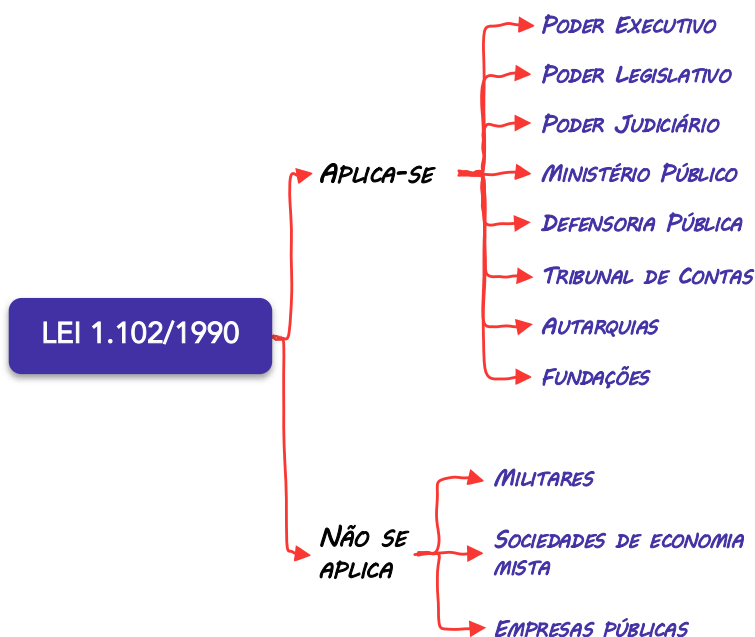 LEI 1.102/1990
Aplica-se
Poder Executivo
Poder Legislativo
Poder Judiciário
Ministério Público
Defensoria Pública
Tribunal de Contas
Autarquias
Fundações
Não se
aplica
Militares
Sociedades de economia
mista
Empresas públicas